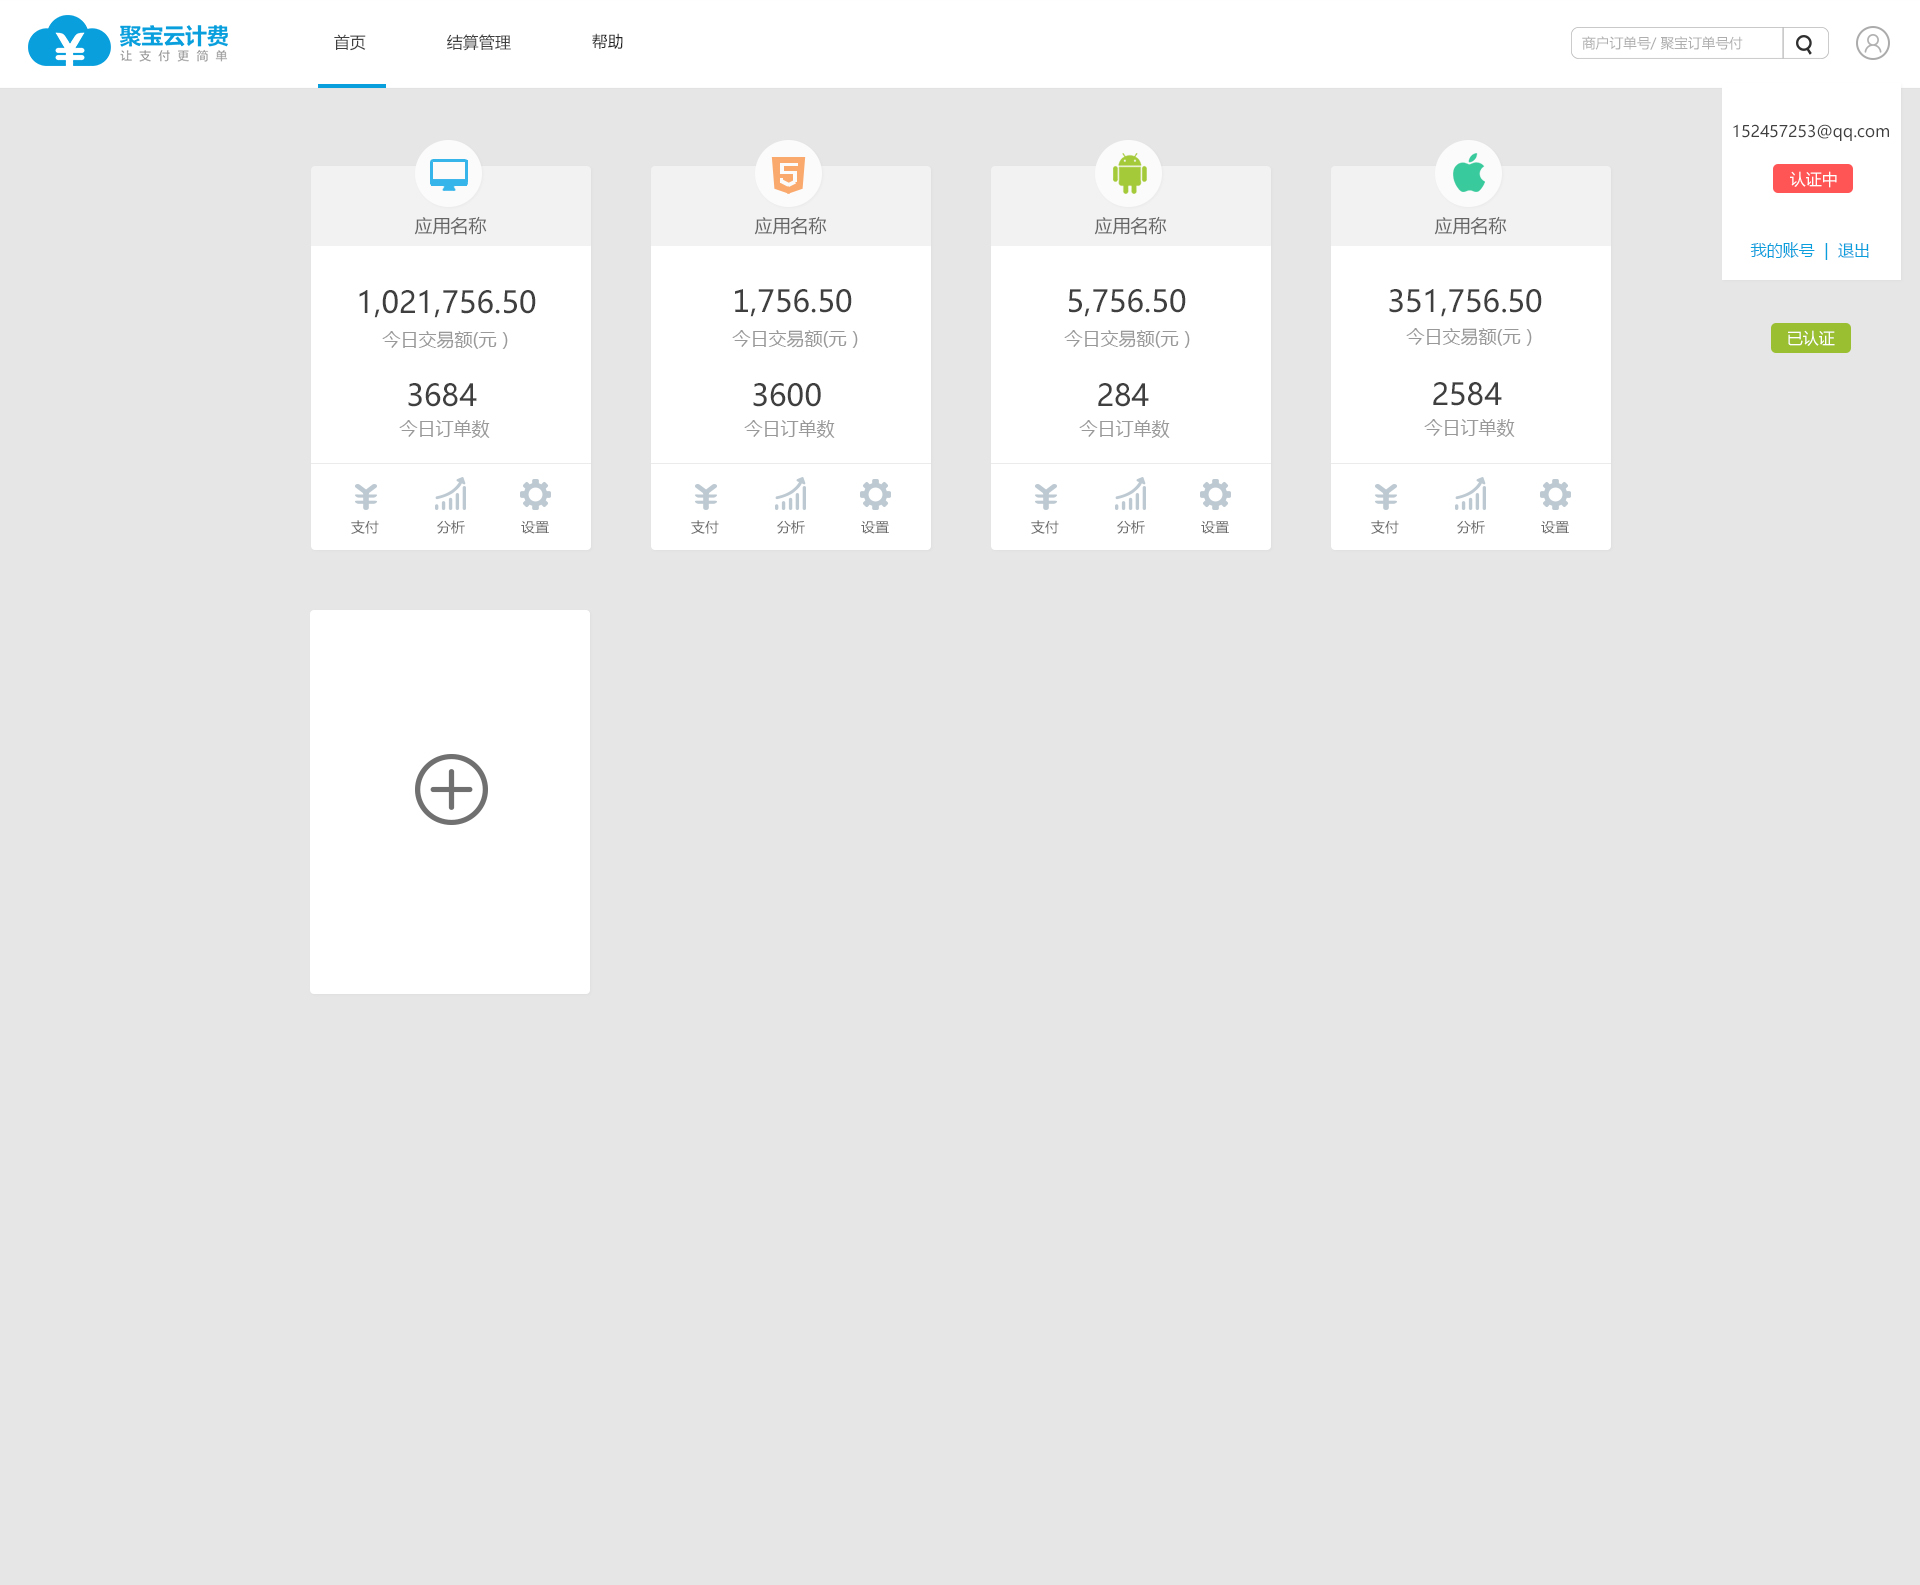 聚宝云计费
让支付更简单
首页
结算管理
帮助
商户订单号/ 聚宝订单号付
152457253@qq.com
认证中
我的账号 | 退出
已认证
应用名称
1,021,756.50
今日交易额(元 )
3684
今日订单数
支付
分析
设置
应用名称
1,756.50
今日交易额(元 )
3600
今日订单数
支付
分析
设置
应用名称
5,756.50
今日交易额(元 )
284
今日订单数
支付
分析
设置
应用名称
351,756.50
今日交易额(元 )
2584
今日订单数
支付
分析
设置